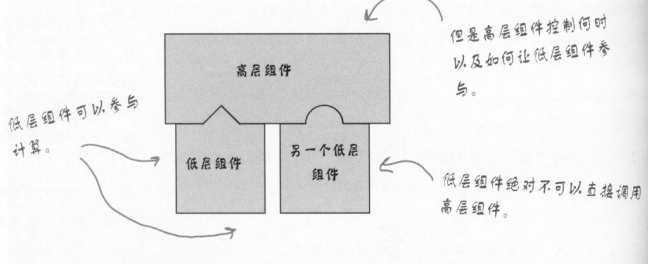 但是高层组件控制何时
以及如何让低层组件参
与。
高层组件
低层组件可以参与
计算。
低层组件
另一个低层
组件
低层组件绝对不可以直接调用
高层组件。